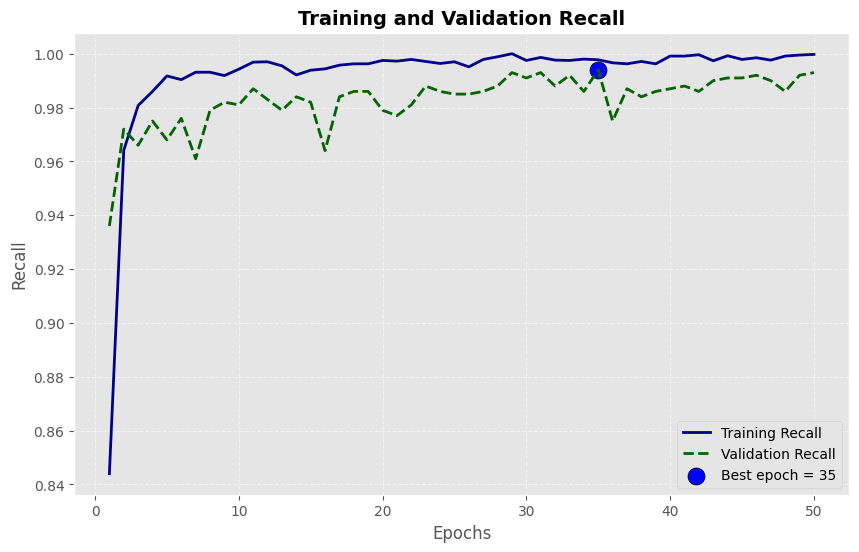 Training and Validation Recall
1.00
0.98
0.96
0.94
0.92
0.90
0.88
0.86
0.84
Recall
0 10 20 30 40 50
Epochs
Training Recall
Validation Recall
Best epoch = 35